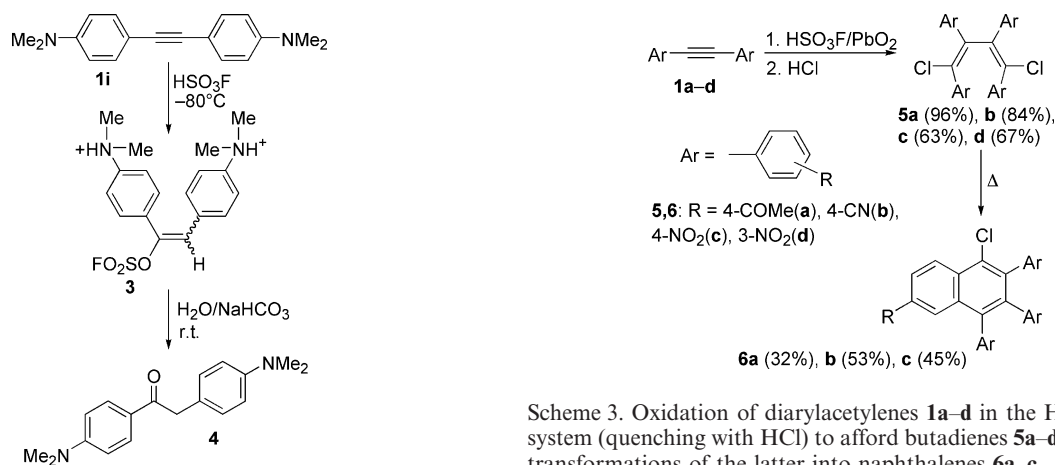 Me2N
NMe2
1i
HSO3F
–80°C
Me
Me
+HN Me
Me NH+
FO2SO
H
3
H2O/NaHCO3
r.t.
O
NMe2
Me2N
4
Ar Ar
1a–d
1. HSO3F/PbO2
2. HCl
Ar Ar
Cl Cl
Ar Ar
5a (96%), b (84%),
c (63%), d (67%)
Ar =
R
5,6: R = 4-COMe(a), 4-CN(b),
4-NO2(c), 3-NO2(d)
Δ
Cl
Ar
R
Ar
Ar
6a (32%), b (53%), c (45%)
Scheme 3. Oxidation of diarylacetylenes 1a–d in the H
system (quenching with HCl) to afford butadienes 5a–d
transformations of the latter into naphthalenes 6a–c